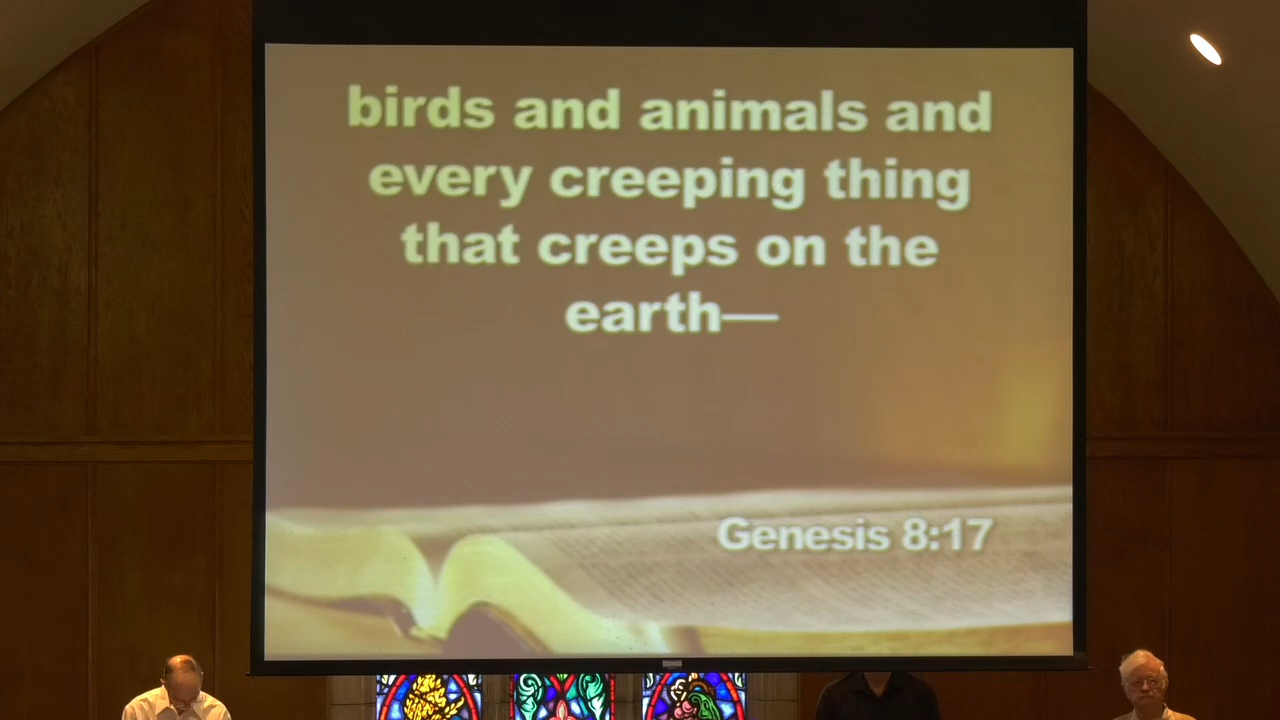 birds and animals and
every creeping thing
that creeps on the
earth—
Genesis 8:17